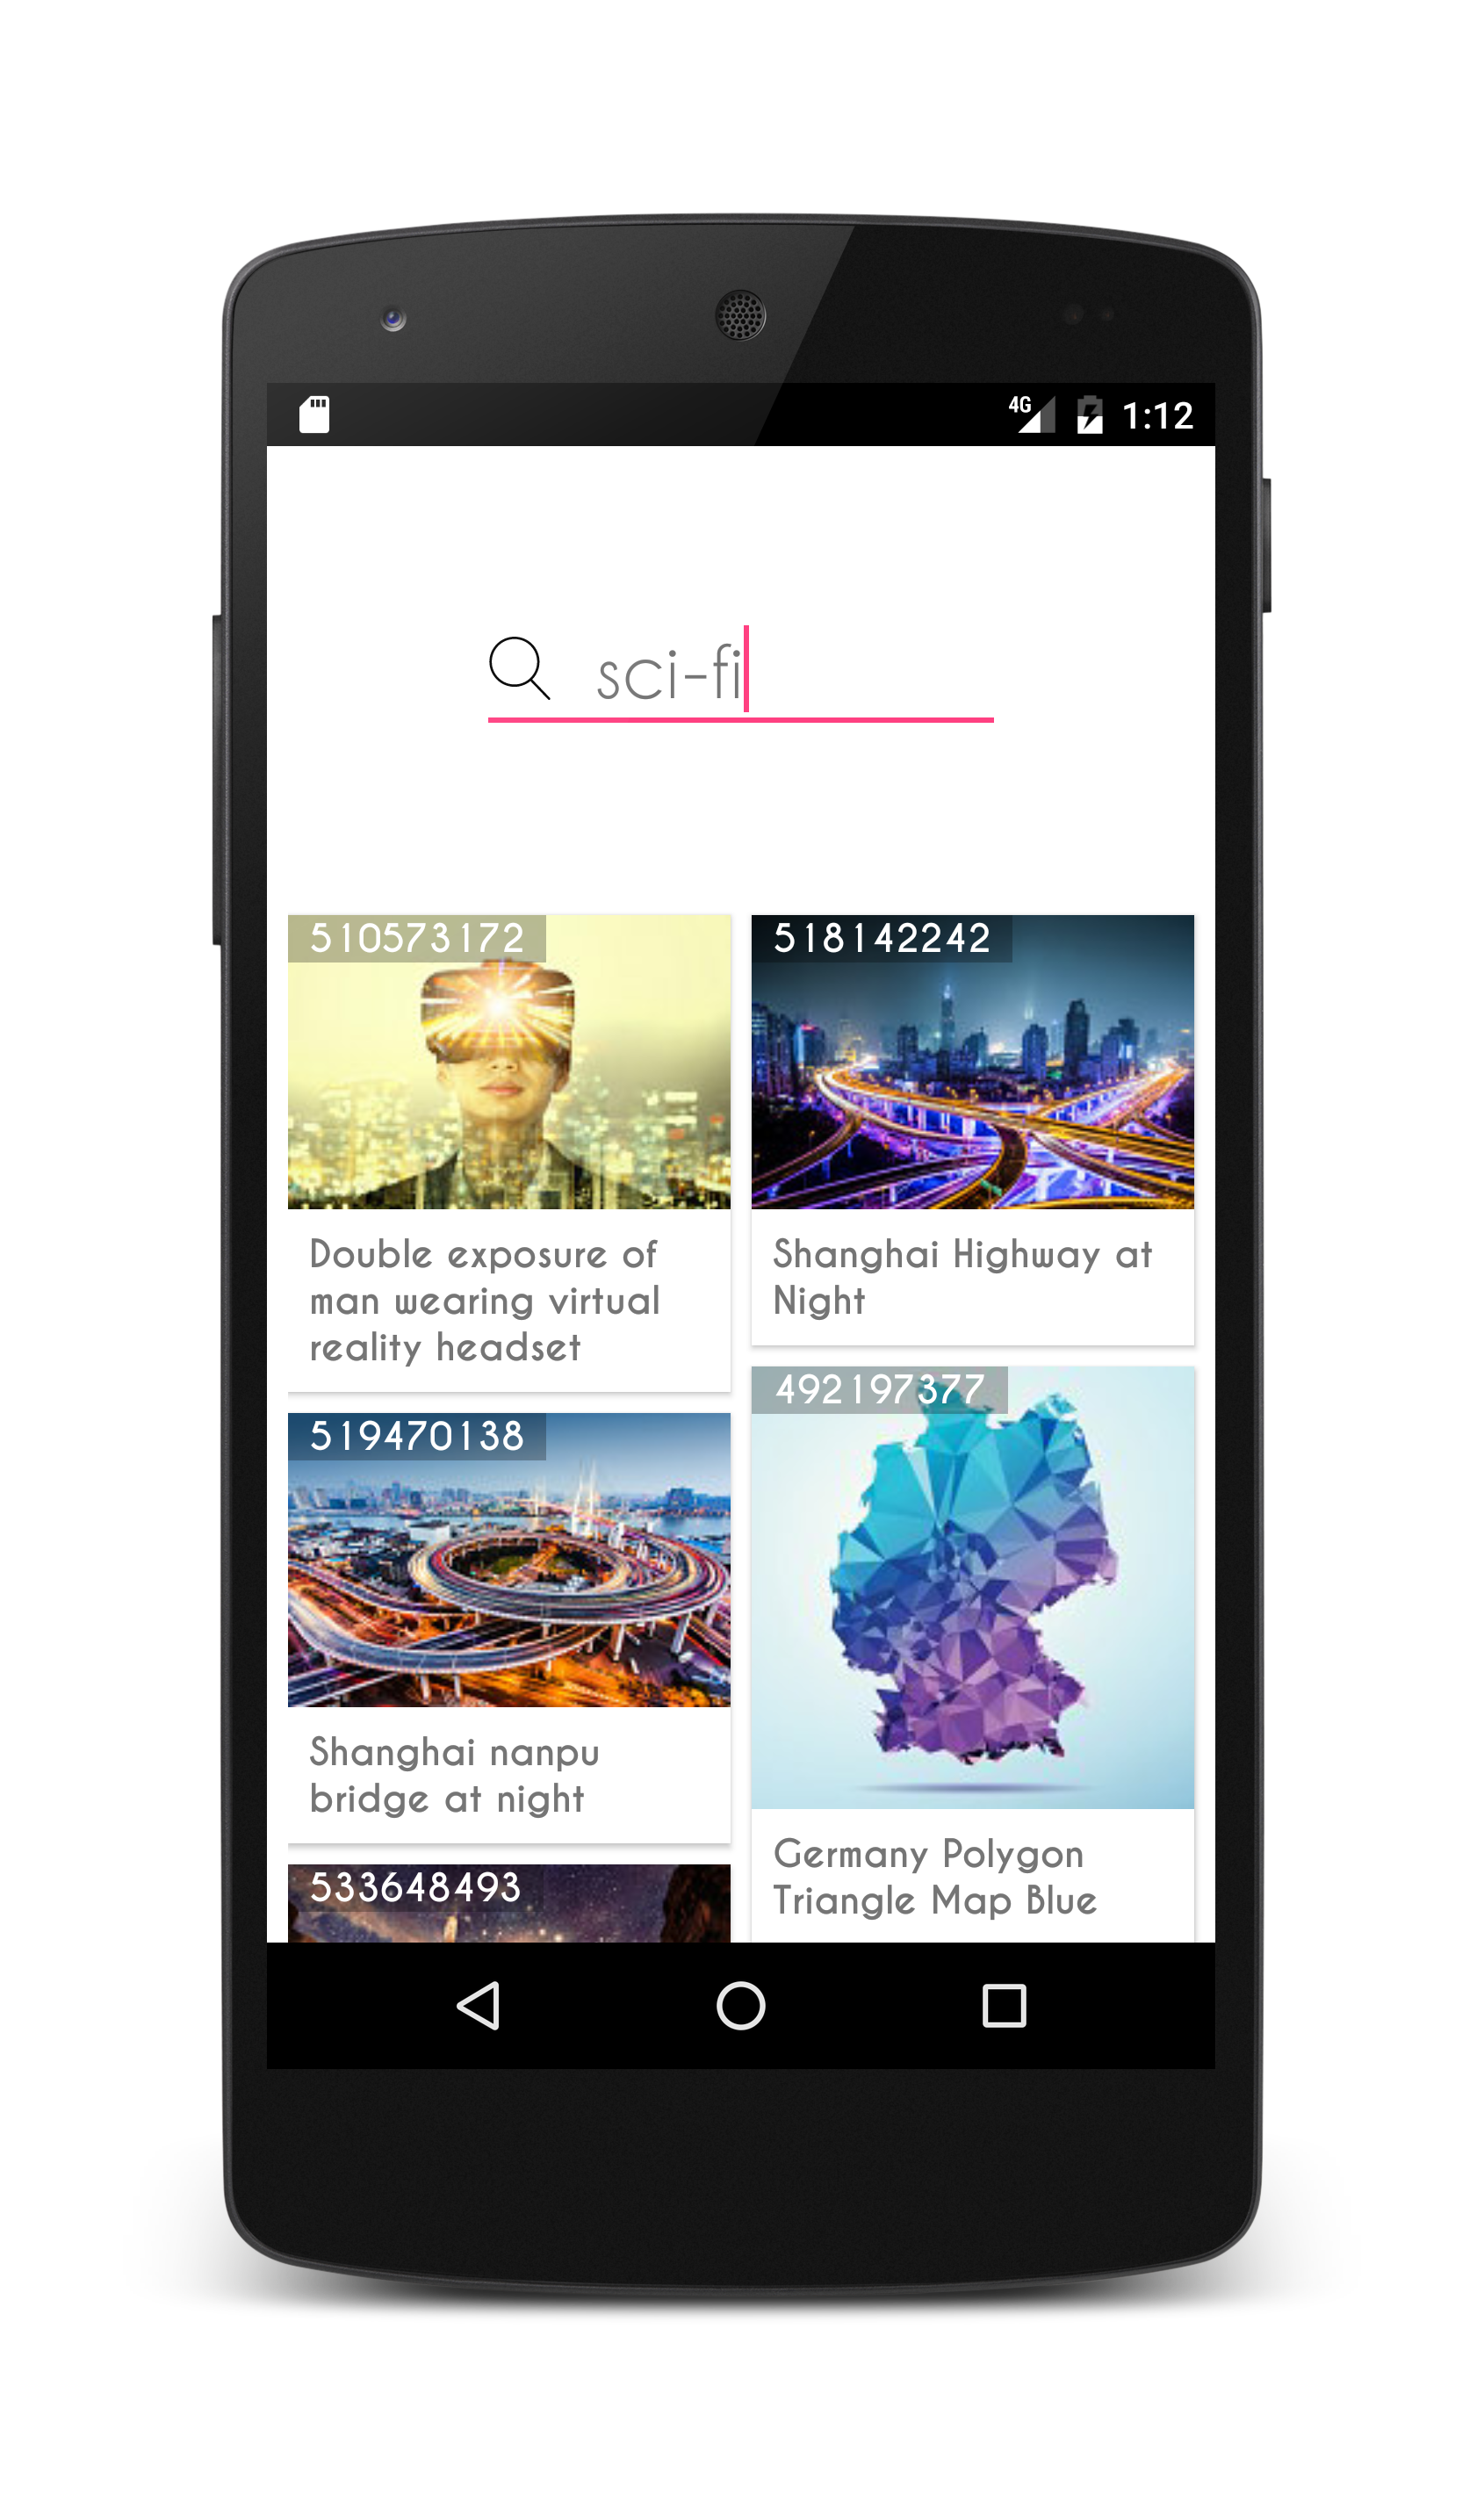 4G 1:12
sci-fi
510573172
Double exposure of
man wearing virtual
reality headset
518142242
Shanghai Highway at
Night
519470138
Shanghai nanpu
bridge at night
492197377
Germany Polygon
Triangle Map Blue
533648493